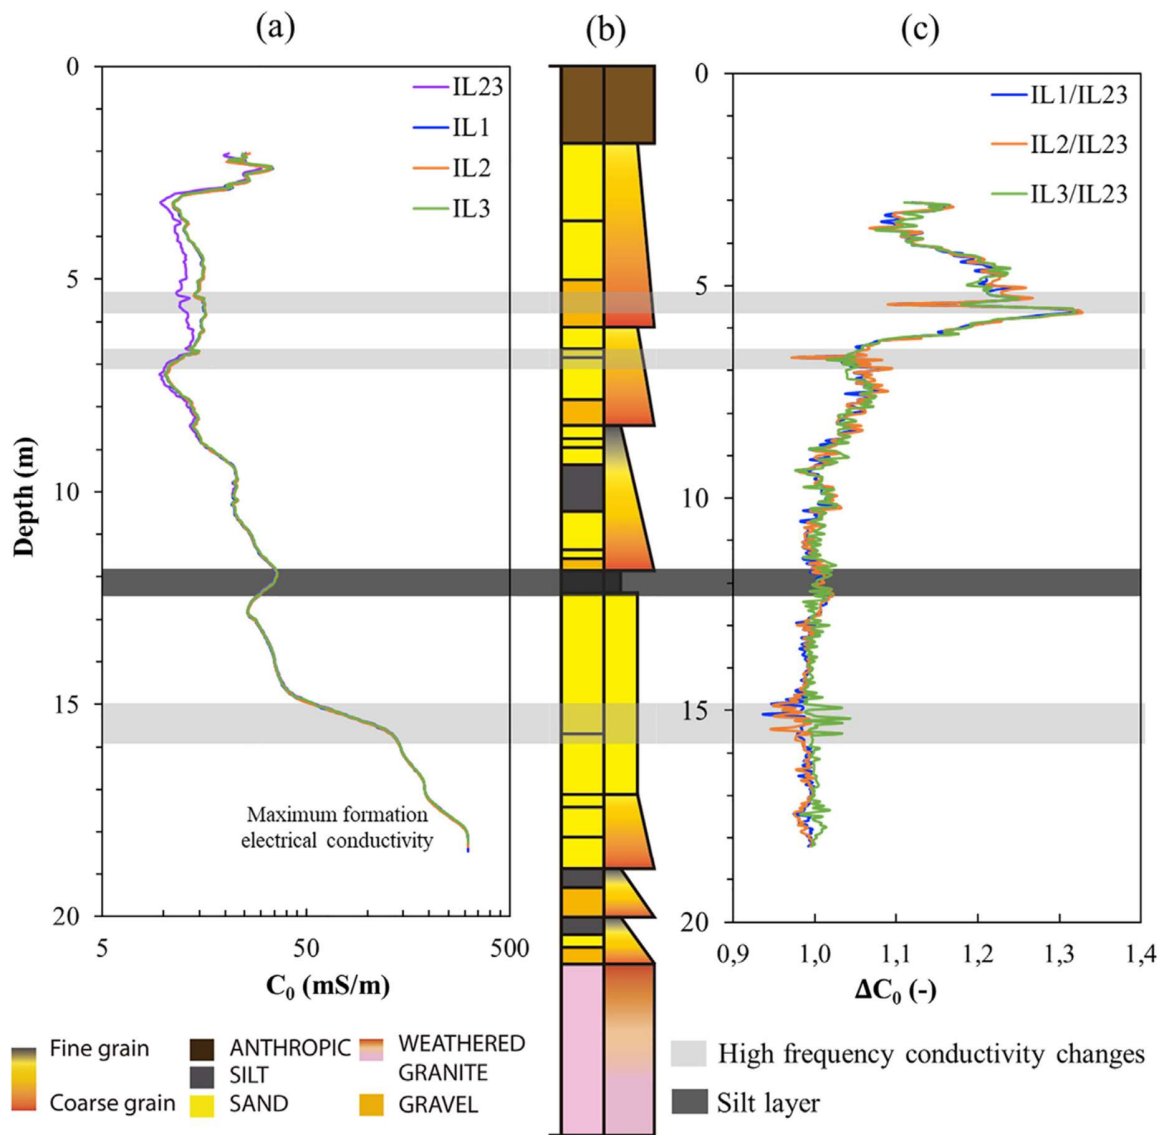 (a)
(b)
(c)
0
5
10
15
20
Depth (m)
IL23
IL1
IL2
IL3
Maximum formation
electrical conductivity
5
50
500
C₀ (mS/m)
0
5
10
15
20
IL1/IL23
IL2/IL23
IL3/IL23
0,9
1,0
1,1
1,2
1,3
1,4
ΔC₀ (-)
Fine grain
Coarse grain
ANTHROPIC
SILT
SAND
WEATHERED
GRANITE
GRAVEL
High frequency conductivity changes
Silt layer